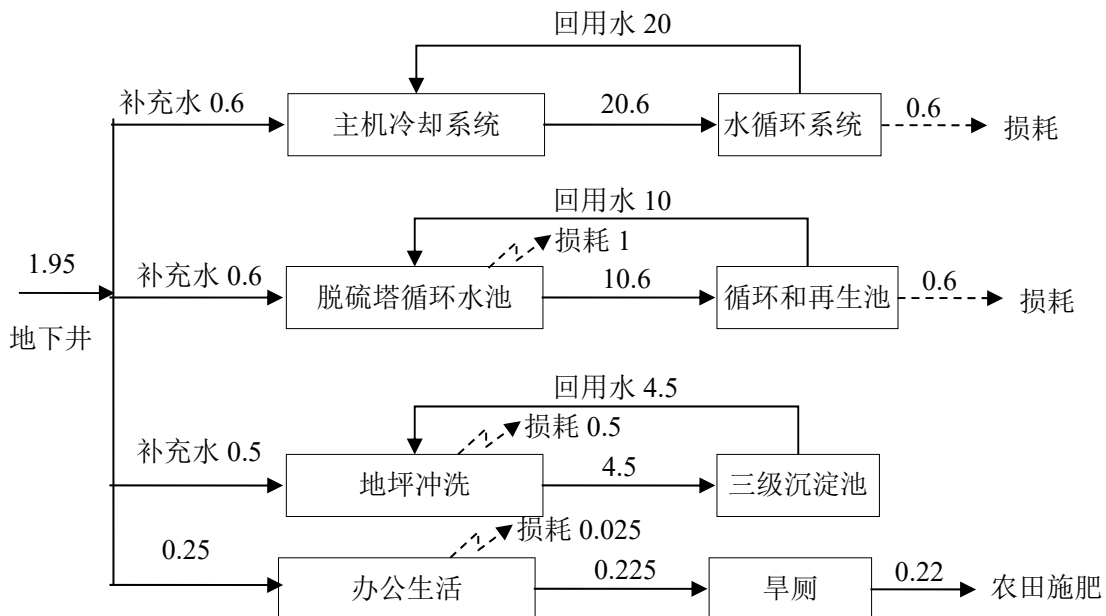 回用水 20
补充水 0.6
主机冷却系统
20.6
水循环系统
0.6
损耗
回用水 10
损耗 1
1.95
地下井
补充水 0.6
脱硫塔循环水池
10.6
循环和再生池
0.6
损耗
回用水 4.5
损耗 0.5
补充水 0.5
地坪冲洗
4.5
三级沉淀池
损耗 0.025
0.25
办公生活
0.225
旱厕
0.22
农田施肥